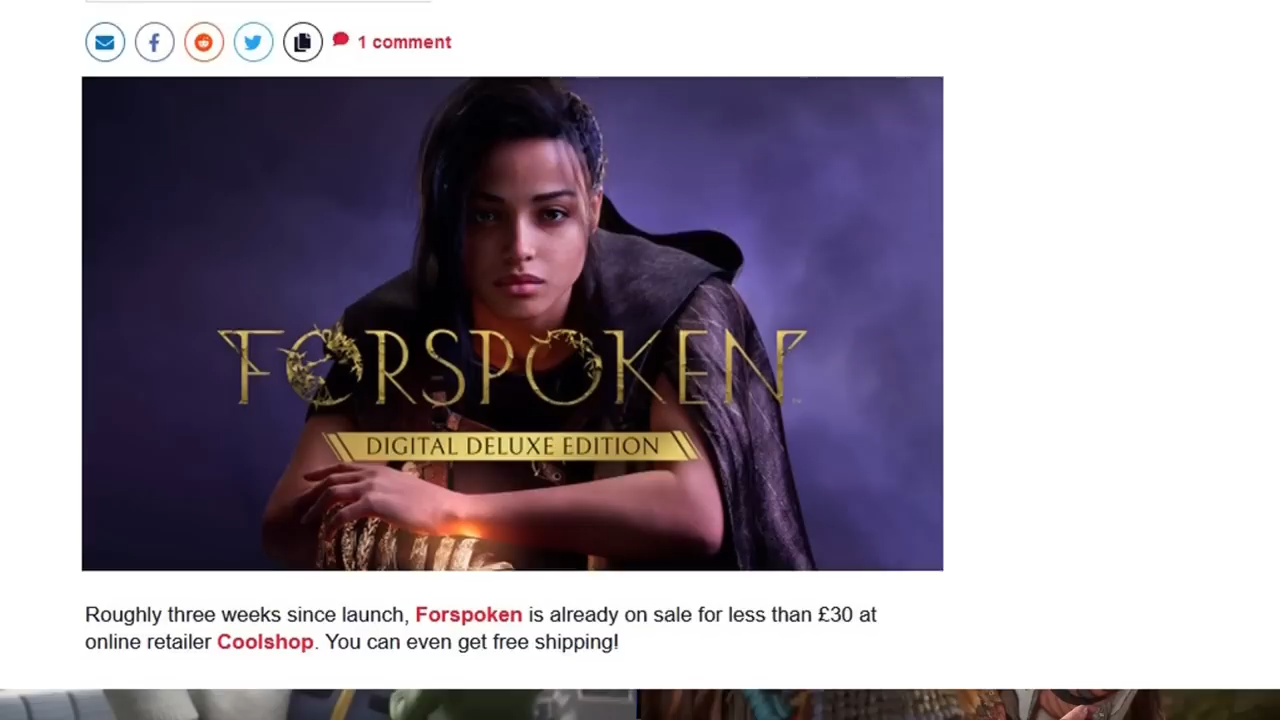 1 comment
FORSPOKEN
DIGITAL DELUXE EDITION
Roughly three weeks since launch, Forspoken is already on sale for less than £30 at
online retailer Coolshop. You can even get free shipping!